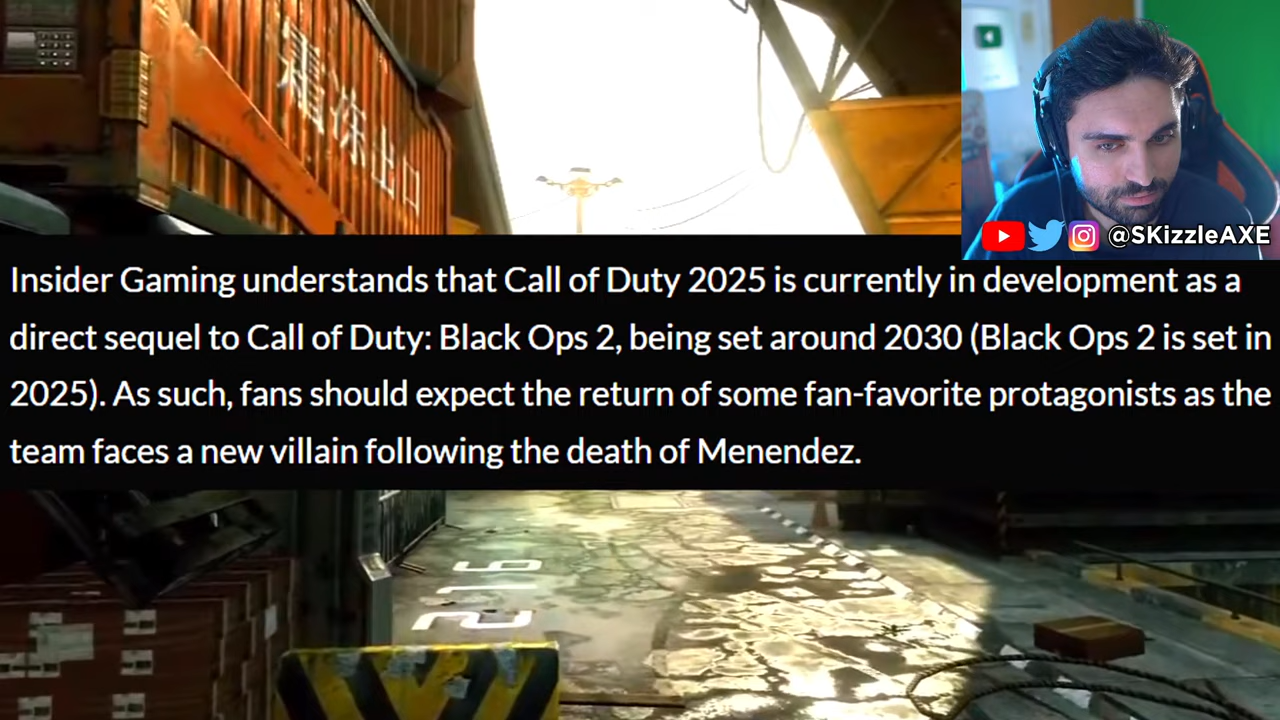 出口
@SKizzleAXE
Insider Gaming understands that Call of Duty 2025 is currently in development as a
direct sequel to Call of Duty: Black Ops 2, being set around 2030 (Black Ops 2 is set in
2025). As such, fans should expect the return of some fan-favorite protagonists as the
team faces a new villain following the death of Menendez.
216